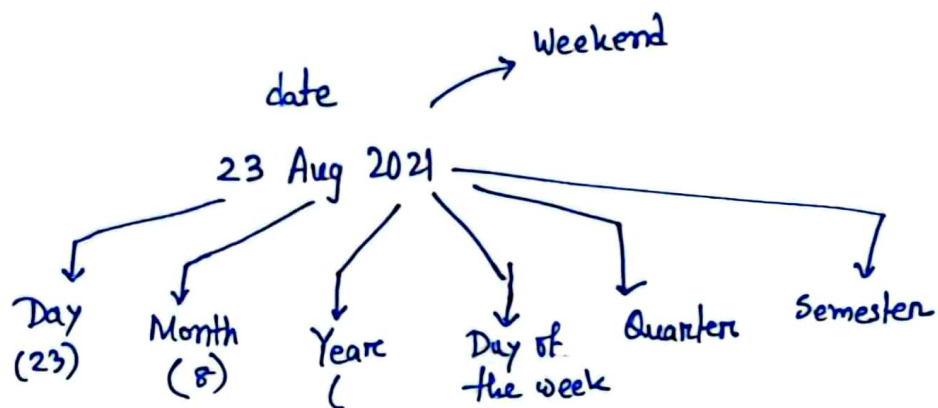 Weekend
date
23 Aug 2021
Day
(23)
Month
(8)
Year
(
Day of
the week
Quarter
Semester